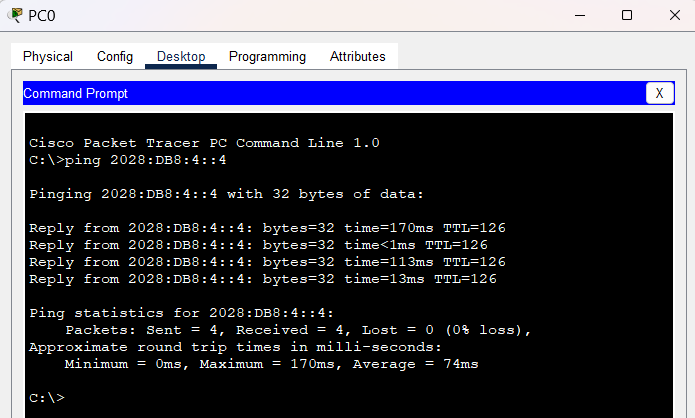 PC0
Physical Config Desktop Programming Attributes
Command Prompt X
Cisco Packet Tracer PC Command Line 1.0
C:\>ping 2028:DB8:4::4
Pinging 2028:DB8:4::4 with 32 bytes of data:
Reply from 2028:DB8:4::4: bytes=32 time=170ms TTL=126
Reply from 2028:DB8:4::4: bytes=32 time<1ms TTL=126
Reply from 2028:DB8:4::4: bytes=32 time=113ms TTL=126
Reply from 2028:DB8:4::4: bytes=32 time=13ms TTL=126
Ping statistics for 2028:DB8:4::4:
Packets: Sent = 4, Received = 4, Lost = 0 (0% loss),
Approximate round trip times in milli-seconds:
Minimum = 0ms, Maximum = 170ms, Average = 74ms
C:\>